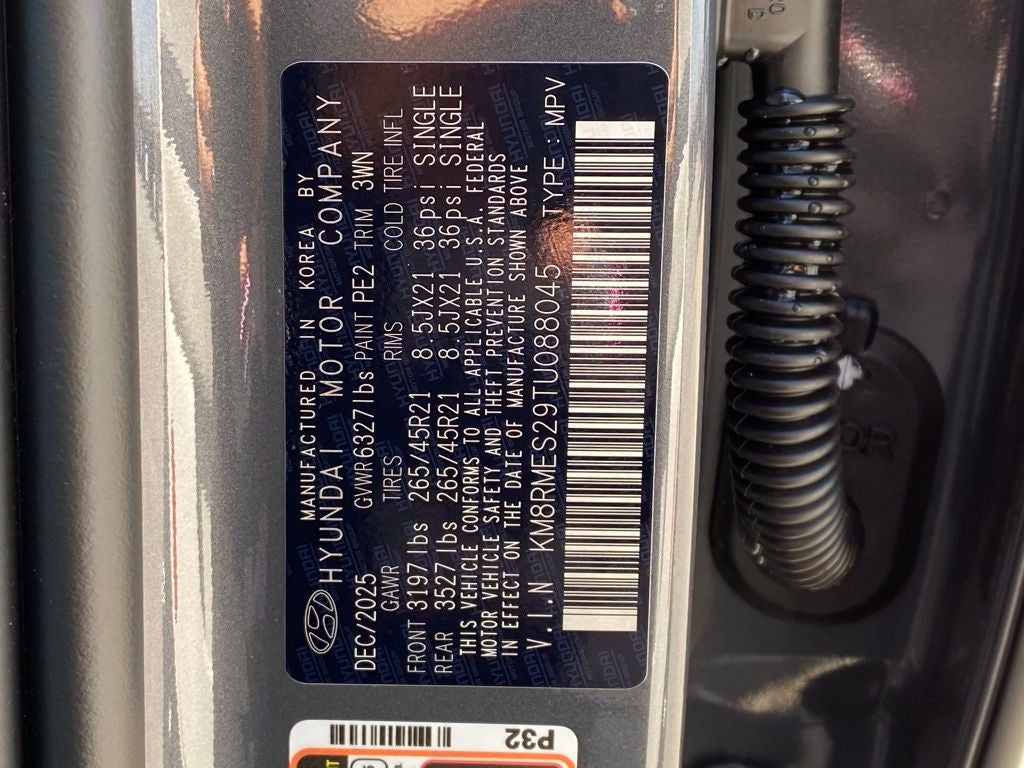 MANUFACTURED IN KOREA BY
HYUNDAI MOTOR COMPANY
DEC/2025 GVWR6327lbs PAINT PE2 TRIM 3WN
GAWR TIRES RIMS COLD TIRE INFL
FRONT 3197lbs 265/45R21 8.5JX21 36psi SINGLE
REAR 3527lbs 265/45R21 8.5JX21 36psi SINGLE
THIS VEHICLE CONFORMS TO ALL APPLICABLE U.S.A. FEDERAL
MOTOR VEHICLE SAFETY AND THEFT PREVENTION STANDARDS
IN EFFECT ON THE DATE OF MANUFACTURE SHOWN ABOVE
V.I.N KM8RMES29TU088045 TYPE : MPV
P32